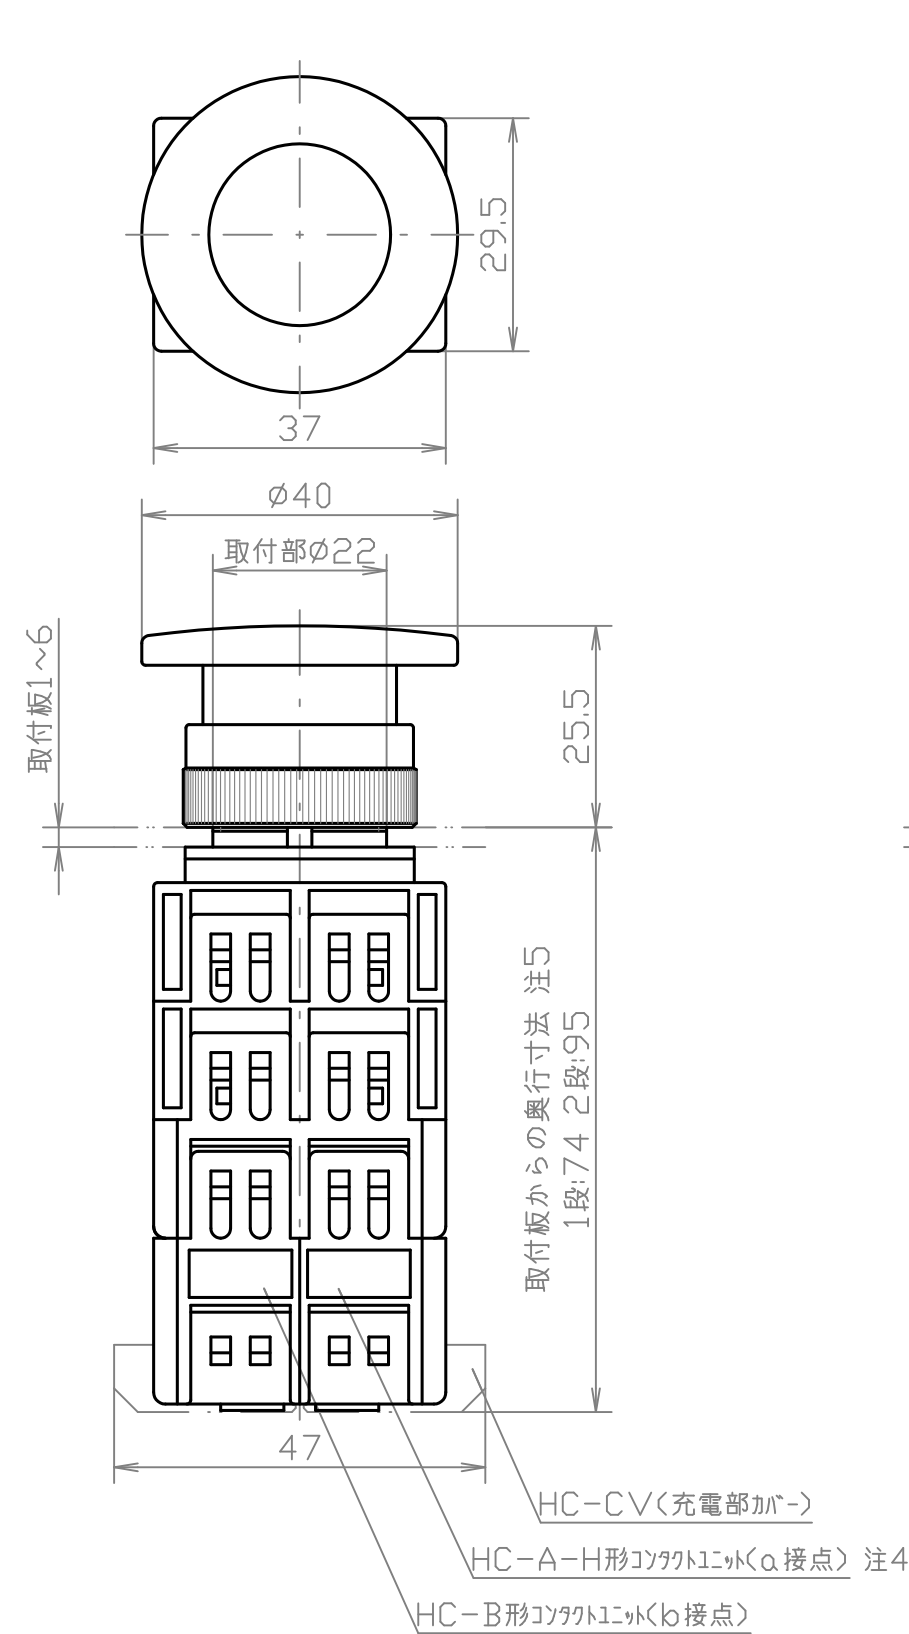 29.5
37
ø40
取付部ø22
取付板1～6
25.5
取付板からの奥行寸法 注5
1段:74 2段:95
47
HC-CV(充電部ｶﾊﾞｰ)
HC-A-H形ｺﾝﾀｸﾄﾕﾆｯﾄ(a接点) 注4
HC-B形ｺﾝﾀｸﾄﾕﾆｯﾄ(b接点)